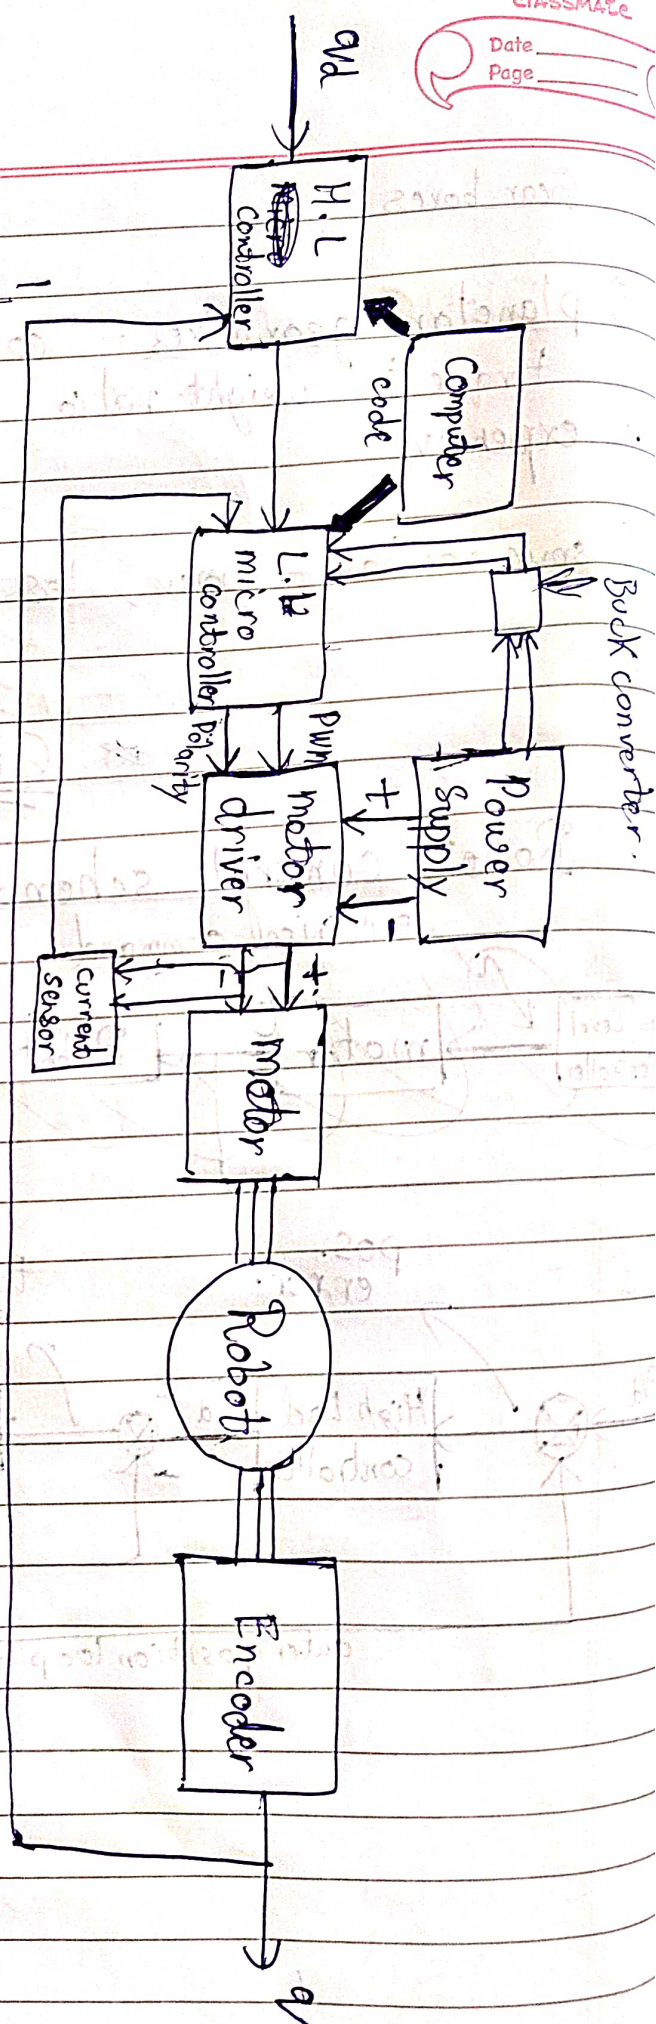 classmate
Date
Page
qd
H.L
controller
Computer
code
Buck converter.
L.L
micro
controller
PWM
Polarity
Power
Supply
+
-
motor
driver
+
-
current
sensor
motor
Robot
Encoder
q